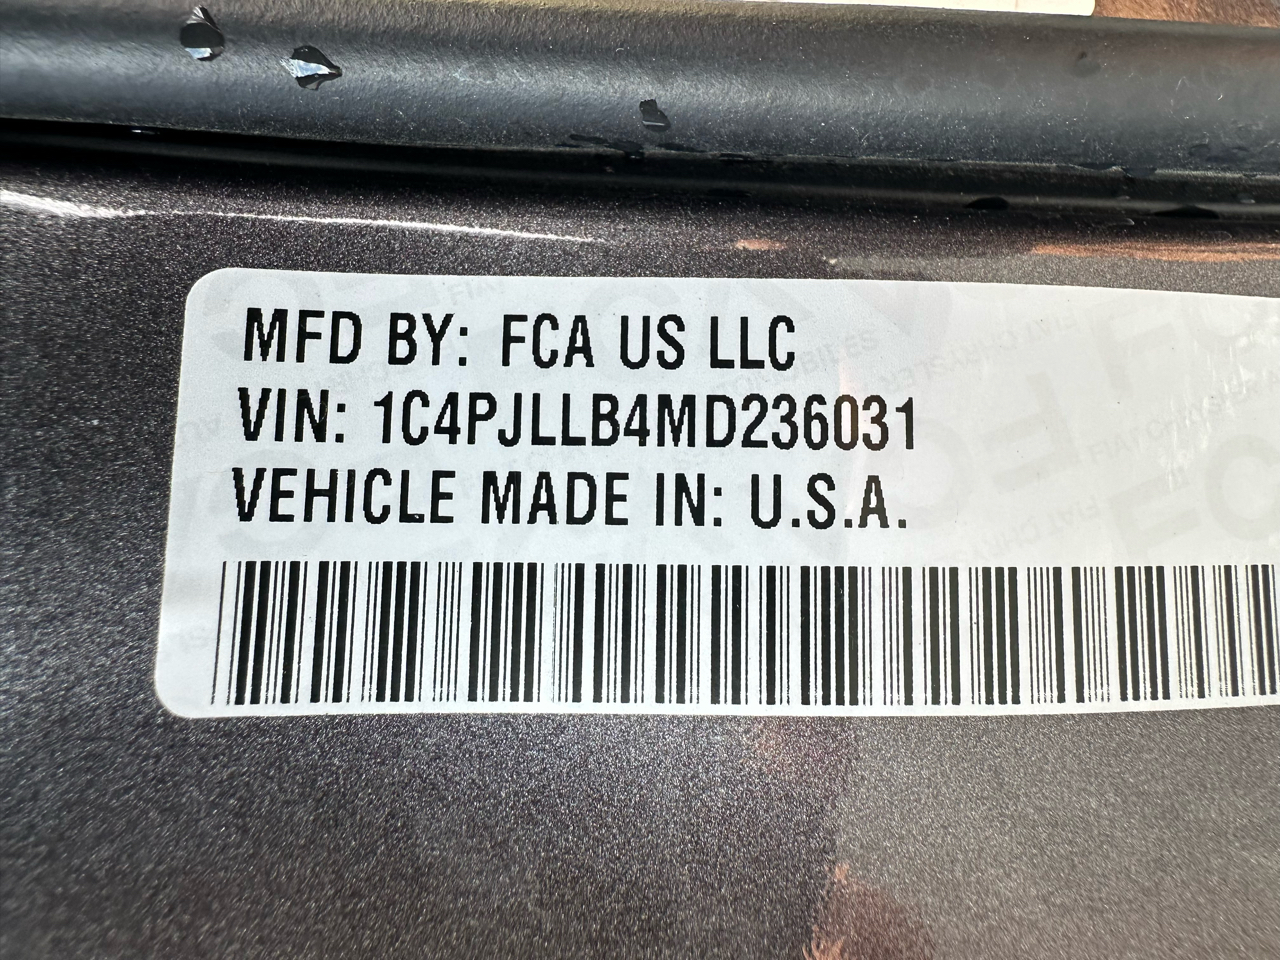 MFD BY: FCA US LLC
VIN: 1C4PJLLB4MD236031
VEHICLE MADE IN: U.S.A.